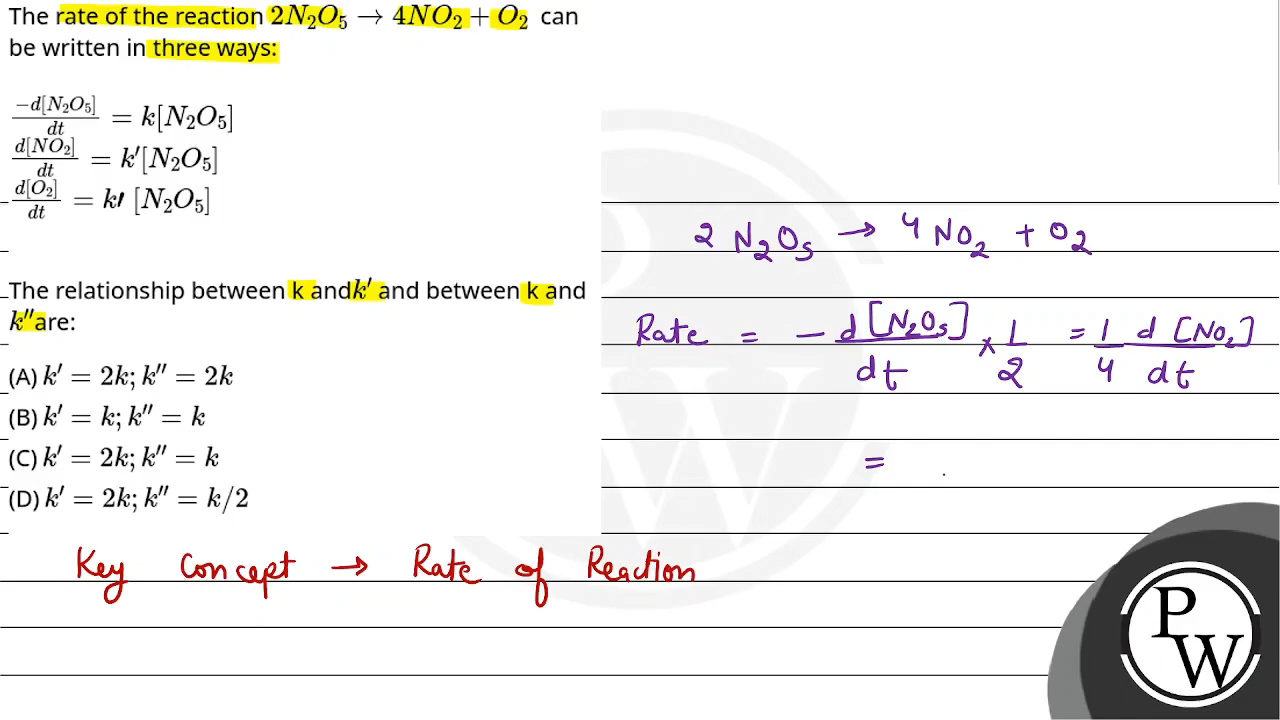 The rate of the reaction 2N₂O₅ → 4NO₂ + O₂ can
be written in three ways:
−d[N₂O₅]/dt = k[N₂O₅]
d[NO₂]/dt = k′[N₂O₅]
d[O₂]/dt = k′ [N₂O₅]
The relationship between k and k′ and between k and
k″ are:
(A) k′ = 2k; k″ = 2k
(B) k′ = k; k″ = k
(C) k′ = 2k; k″ = k
(D) k′ = 2k; k″ = k/2
2 N₂O₅ → 4 NO₂ + O₂
Rate = − d[N₂O₅]/dt × 1/2 = 1/4 d[NO₂]/dt
=
Key Concept → Rate of Reaction
P
W